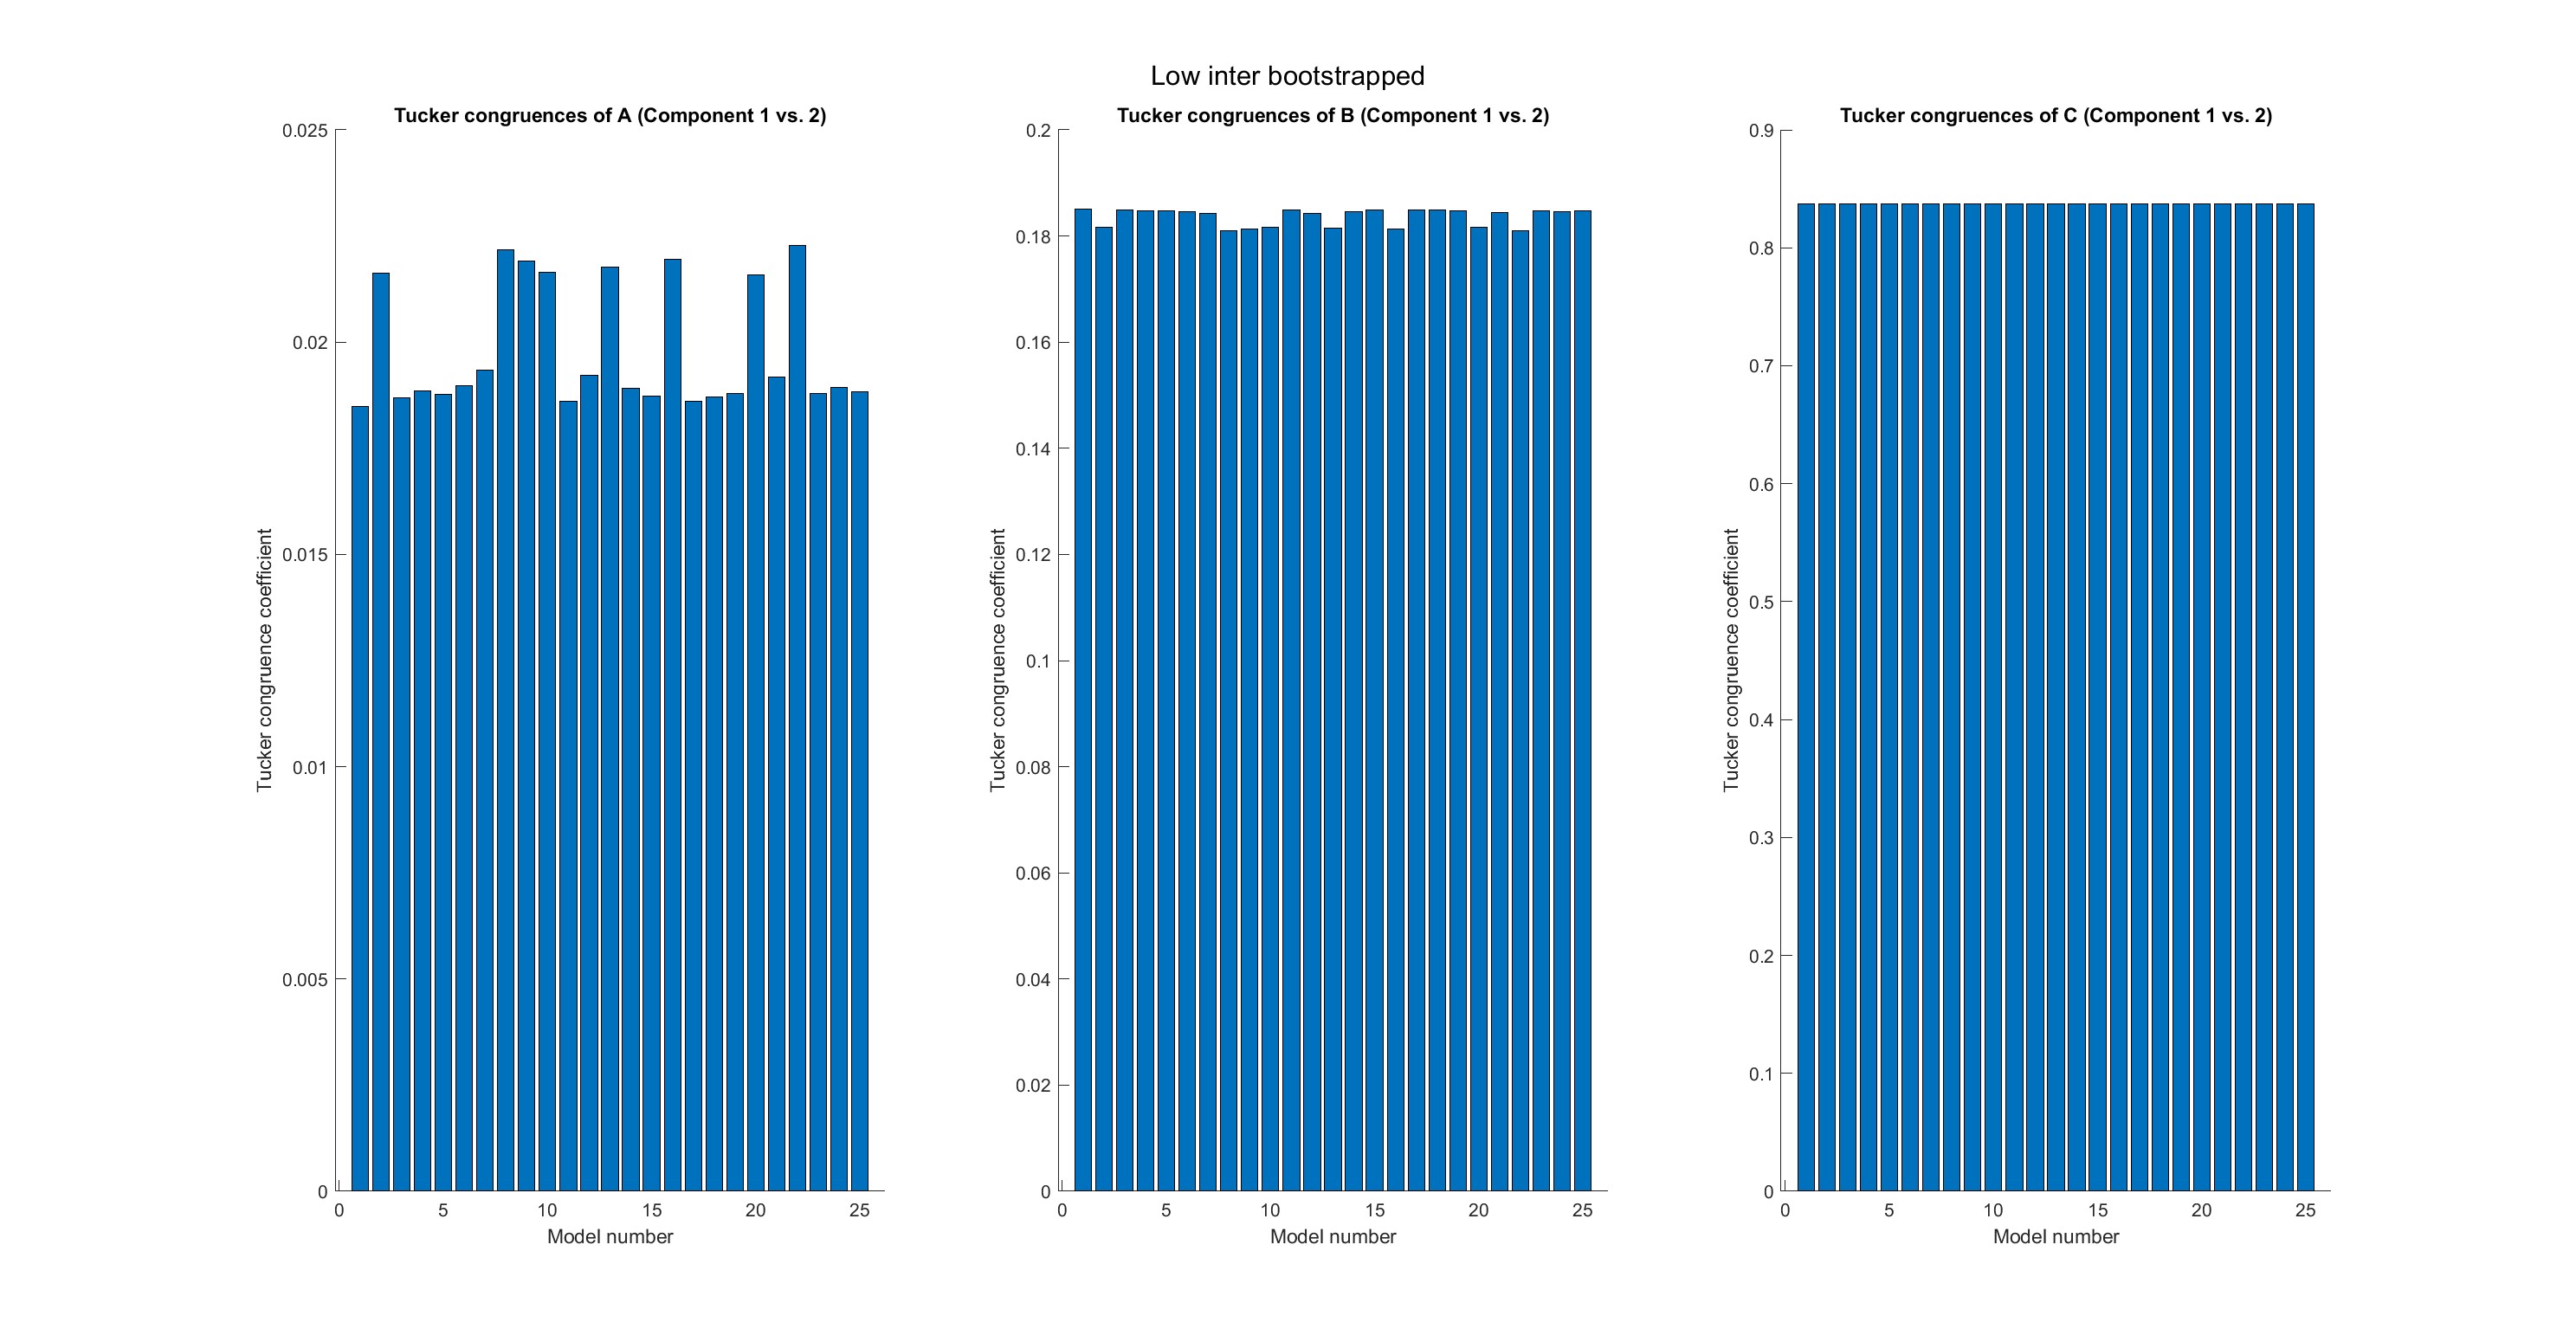 Low inter bootstrapped
Tucker congruences of A (Component 1 vs. 2)
0.025
0.02
0.015
0.01
0.005
0
Tucker congruence coefficient
0 5 10 15 20 25
Model number
Tucker congruences of B (Component 1 vs. 2)
0.2
0.18
0.16
0.14
0.12
0.1
0.08
0.06
0.04
0.02
0
Tucker congruence coefficient
0 5 10 15 20 25
Model number
Tucker congruences of C (Component 1 vs. 2)
0.9
0.8
0.7
0.6
0.5
0.4
0.3
0.2
0.1
0
Tucker congruence coefficient
0 5 10 15 20 25
Model number